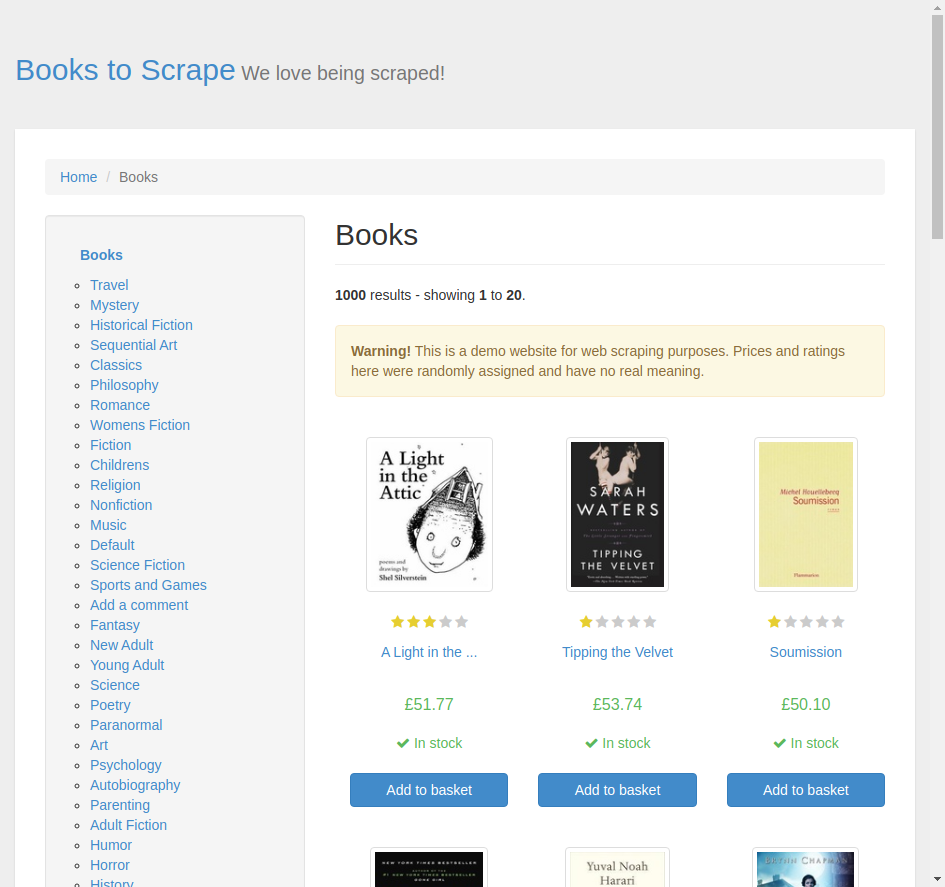 Books to Scrape We love being scraped!
Home / Books
Books
Travel
Mystery
Historical Fiction
Sequential Art
Classics
Philosophy
Romance
Womens Fiction
Fiction
Childrens
Religion
Nonfiction
Music
Default
Science Fiction
Sports and Games
Add a comment
Fantasy
New Adult
Young Adult
Science
Poetry
Paranormal
Art
Psychology
Autobiography
Parenting
Adult Fiction
Humor
Horror
History
Books
1000 results - showing 1 to 20.
Warning! This is a demo website for web scraping purposes. Prices and ratings
here were randomly assigned and have no real meaning.
A Light
in the
Attic
poems and
drawings by
Shel Silverstein
A Light in the ...
£51.77
In stock
Add to basket
SARAH
WATERS
TIPPING
THE VELVET
Tipping the Velvet
£53.74
In stock
Add to basket
Michel Houellebecq
Soumission
Flammarion
Soumission
£50.10
In stock
Add to basket
NEW YORK TIMES BESTSELLER
Yuval Noah
Harari
BRYNN CHAPMAN